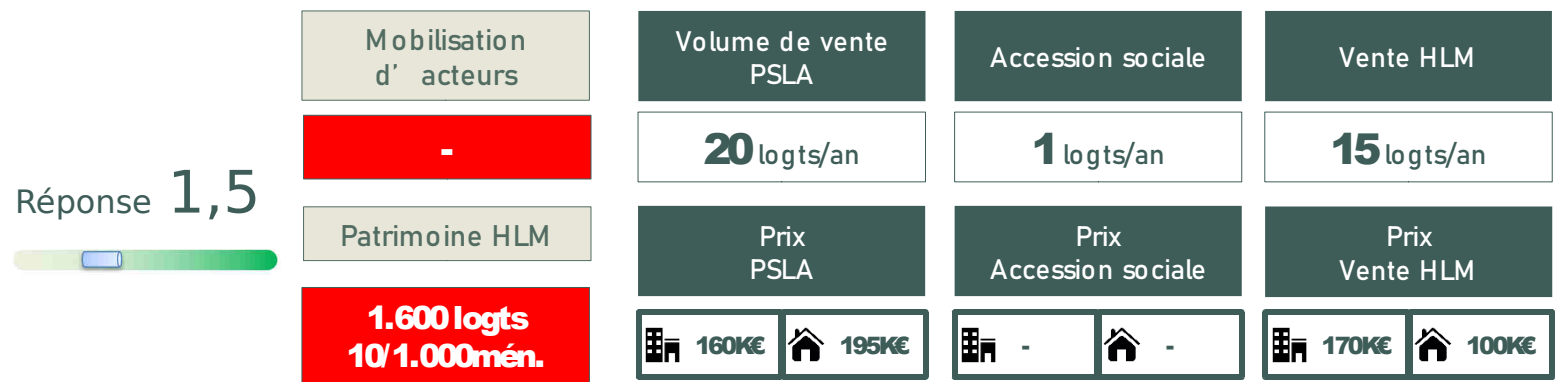 Réponse 1,5
Mobilisation
d’ acteurs
-
Patrimoine HLM
1.600 logts
10/1.000mén.
Volume de vente
PSLA
20 logts/an
Prix
PSLA
160K€ 195K€
Accession sociale
1 logts/an
Prix
Accession sociale
- -
Vente HLM
15 logts/an
Prix
Vente HLM
170K€ 100K€